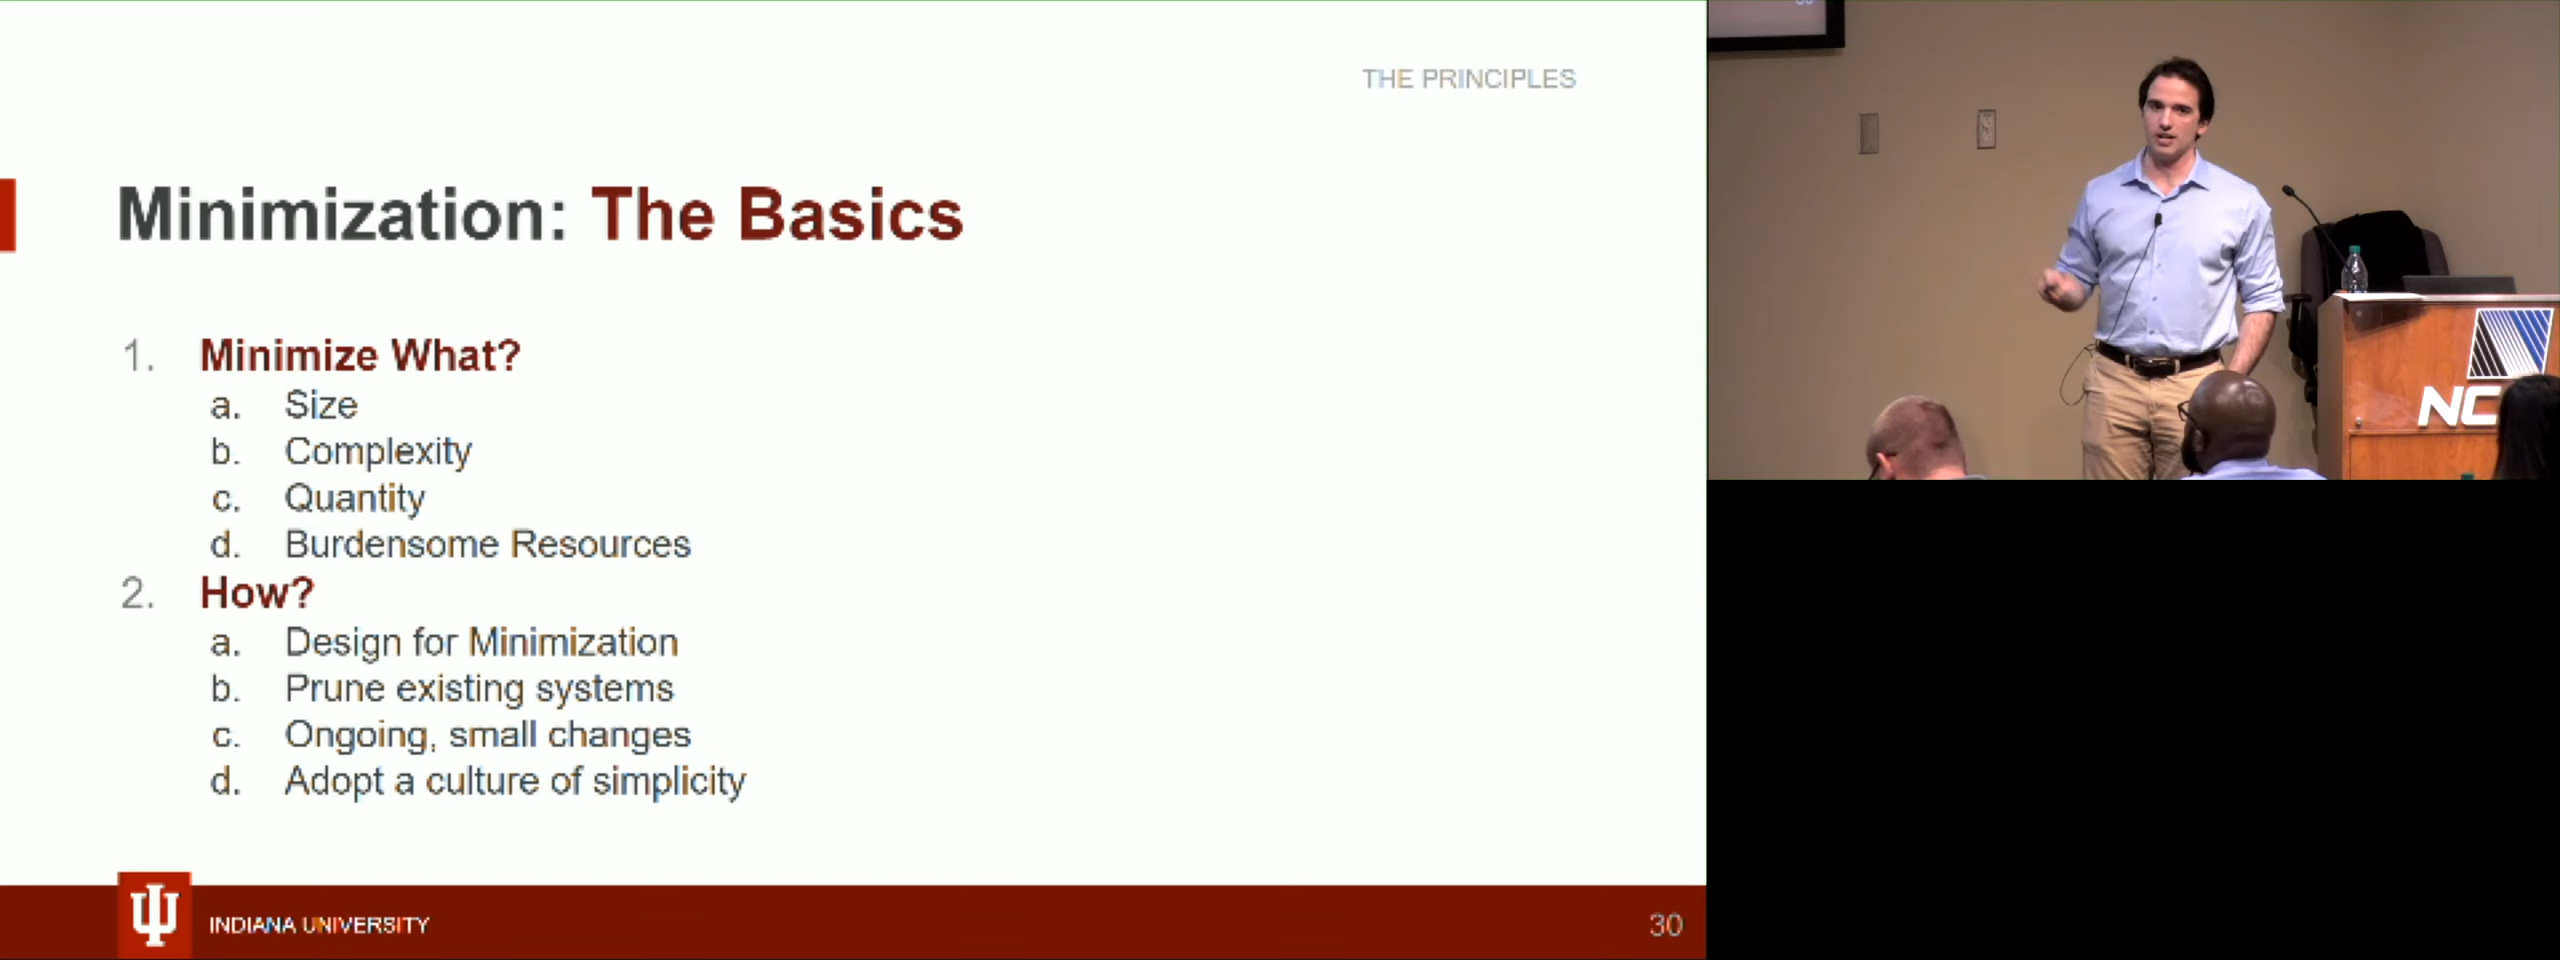 THE PRINCIPLES
Minimization: The Basics
1. Minimize What?
a. Size
b. Complexity
c. Quantity
d. Burdensome Resources
2. How?
a. Design for Minimization
b. Prune existing systems
c. Ongoing, small changes
d. Adopt a culture of simplicity
INDIANA UNIVERSITY
30
NC